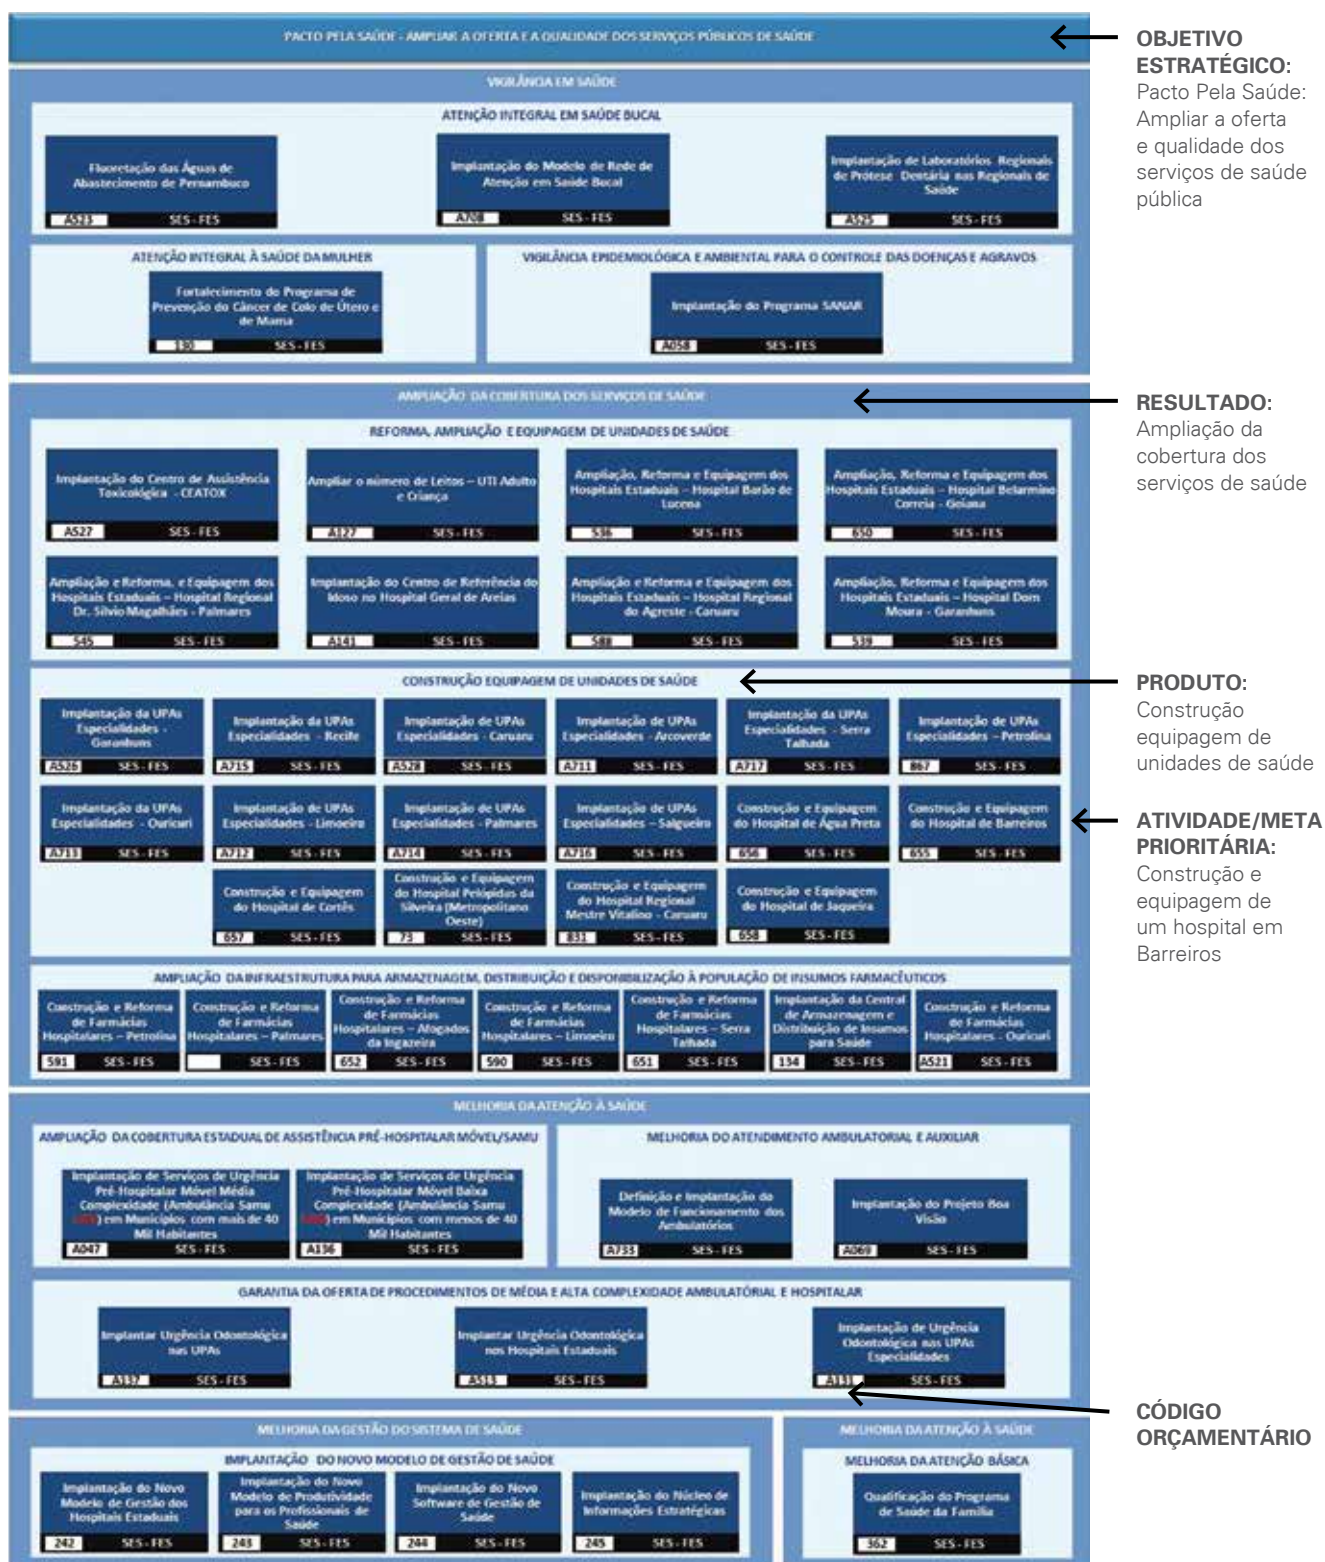 PACTO PELA SAÚDE - AMPLIAR A OFERTA E A QUALIDADE DOS SERVIÇOS PÚBLICOS DE SAÚDE
OBJETIVO
ESTRATÉGICO:
Pacto Pela Saúde:
Ampliar a oferta
e qualidade dos
serviços de saúde
pública
VIGILÂNCIA EM SAÚDE
ATENÇÃO INTEGRAL EM SAÚDE BUCAL
Fluoretação das Águas de
Abastecimento de Pernambuco
A523 SES - FES
Implantação do Modelo de Rede de
Atenção em Saúde Bucal
A708 SES - FES
Implantação de Laboratórios Regionais
de Prótese Dentária nas Regionais de
Saúde
A525 SES - FES
ATENÇÃO INTEGRAL À SAÚDE DA MULHER
Fortalecimento do Programa de
Prevenção do Câncer de Colo de Útero e
de Mama
130 SES - FES
VIGILÂNCIA EPIDEMIOLÓGICA E AMBIENTAL PARA O CONTROLE DAS DOENÇAS E AGRAVOS
Implantação do Programa SANAR
A058 SES - FES
AMPLIAÇÃO DA COBERTURA DOS SERVIÇOS DE SAÚDE
RESULTADO:
Ampliação da
cobertura dos
serviços de saúde
REFORMA, AMPLIAÇÃO E EQUIPAGEM DE UNIDADES DE SAÚDE
Implantação do Centro de Assistência
Toxicológica - CEATOX
A527 SES - FES
Ampliar o número de Leitos – UTI Adulto
e Criança
A127 SES - FES
Ampliação, Reforma e Equipagem dos
Hospitais Estaduais – Hospital Barão de
Lucena
536 SES - FES
Ampliação, Reforma e Equipagem dos
Hospitais Estaduais – Hospital Belarmino
Correia - Goiana
650 SES - FES
Ampliação e Reforma, e Equipagem dos
Hospitais Estaduais – Hospital Regional
Dr. Silvio Magalhães - Palmares
545 SES - FES
Implantação do Centro de Referência do
Idoso no Hospital Geral de Areias
A141 SES - FES
Ampliação e Reforma e Equipagem dos
Hospitais Estaduais – Hospital Regional
do Agreste - Caruaru
588 SES - FES
Ampliação, Reforma e Equipagem dos
Hospitais Estaduais – Hospital Dom
Moura - Garanhuns
539 SES - FES
CONSTRUÇÃO EQUIPAGEM DE UNIDADES DE SAÚDE
PRODUTO:
Construção
equipagem de
unidades de saúde
Implantação da UPAs
Especialidades -
Garanhuns
A526 SES - FES
Implantação da UPAs
Especialidades - Recife
A715 SES - FES
Implantação de UPAs
Especialidades - Caruaru
A528 SES - FES
Implantação de UPAs
Especialidades - Arcoverde
A711 SES - FES
Implantação da UPAs
Especialidades - Serra
Talhada
A717 SES - FES
Implantação de UPAs
Especialidades – Petrolina
867 SES - FES
Implantação da UPAs
Especialidades - Ouricuri
A713 SES - FES
Implantação de UPAs
Especialidades - Limoeiro
A712 SES - FES
Implantação de UPAs
Especialidades - Palmares
A714 SES - FES
Implantação de UPAs
Especialidades – Salgueiro
A716 SES - FES
Construção e Equipagem
do Hospital de Água Preta
656 SES - FES
Construção e Equipagem
do Hospital de Barreiros
655 SES - FES
ATIVIDADE/META
PRIORITÁRIA:
Construção e
equipagem de
um hospital em
Barreiros
Construção e Equipagem
do Hospital de Cortês
657 SES - FES
Construção e Equipagem
do Hospital Pelópidas da
Silveira (Metropolitano
Oeste)
73 SES - FES
Construção e Equipagem
do Hospital Regional
Mestre Vitalino - Caruaru
831 SES - FES
Construção e Equipagem
do Hospital de Jaqueira
658 SES - FES
AMPLIAÇÃO DA INFRAESTRUTURA PARA ARMAZENAGEM, DISTRIBUIÇÃO E DISPONIBILIZAÇÃO À POPULAÇÃO DE INSUMOS FARMACÊUTICOS
Construção e Reforma
de Farmácias
Hospitalares – Petrolina
591 SES - FES
Construção e Reforma
de Farmácias
Hospitalares – Palmares
SES - FES
Construção e Reforma
de Farmácias
Hospitalares – Afogados
da Ingazeira
652 SES - FES
Construção e Reforma
de Farmácias
Hospitalares – Limoeiro
590 SES - FES
Construção e Reforma
de Farmácias
Hospitalares – Serra
Talhada
651 SES - FES
Implantação da Central
de Armazenagem e
Distribuição de Insumos
para Saúde
134 SES - FES
Construção e Reforma
de Farmácias
Hospitalares - Ouricuri
A521 SES - FES
MELHORIA DA ATENÇÃO À SAÚDE
AMPLIAÇÃO DA COBERTURA ESTADUAL DE ASSISTÊNCIA PRÉ-HOSPITALAR MÓVEL/SAMU
Implantação de Serviços de Urgência
Pré-Hospitalar Móvel Média
Complexidade (Ambulância Samu
) em Municípios com mais de 40
Mil Habitantes
A047 SES - FES
Implantação de Serviços de Urgência
Pré-Hospitalar Móvel Baixa
Complexidade (Ambulância Samu
) em Municípios com menos de 40
Mil Habitantes
A136 SES - FES
MELHORIA DO ATENDIMENTO AMBULATORIAL E AUXILIAR
Definição e Implantação do
Modelo de Funcionamento dos
Ambulatórios
A733 SES - FES
Implantação do Projeto Boa
Visão
A069 SES - FES
GARANTIA DA OFERTA DE PROCEDIMENTOS DE MÉDIA E ALTA COMPLEXIDADE AMBULATÓRIAL E HOSPITALAR
Implantar Urgência Odontológica
nas UPAs
A137 SES - FES
Implantar Urgência Odontológica
nos Hospitais Estaduais
A513 SES - FES
Implantação de Urgência
Odontológica nas UPAs
Especialidades
A131 SES - FES
CÓDIGO
ORÇAMENTÁRIO
MELHORIA DA GESTÃO DO SISTEMA DE SAÚDE
IMPLANTAÇÃO DO NOVO MODELO DE GESTÃO DE SAÚDE
Implantação do Novo
Modelo de Gestão dos
Hospitais Estaduais
242 SES - FES
Implantação do Novo
Modelo de Produtividade
para os Profissionais de
Saúde
243 SES - FES
Implantação do Novo
Software de Gestão de
Saúde
244 SES - FES
Implantação do Núcleo de
Informações Estratégicas
245 SES - FES
MELHORIA DA ATENÇÃO À SAÚDE
MELHORIA DA ATENÇÃO BÁSICA
Qualificação do Programa
de Saúde da Família
362 SES - FES